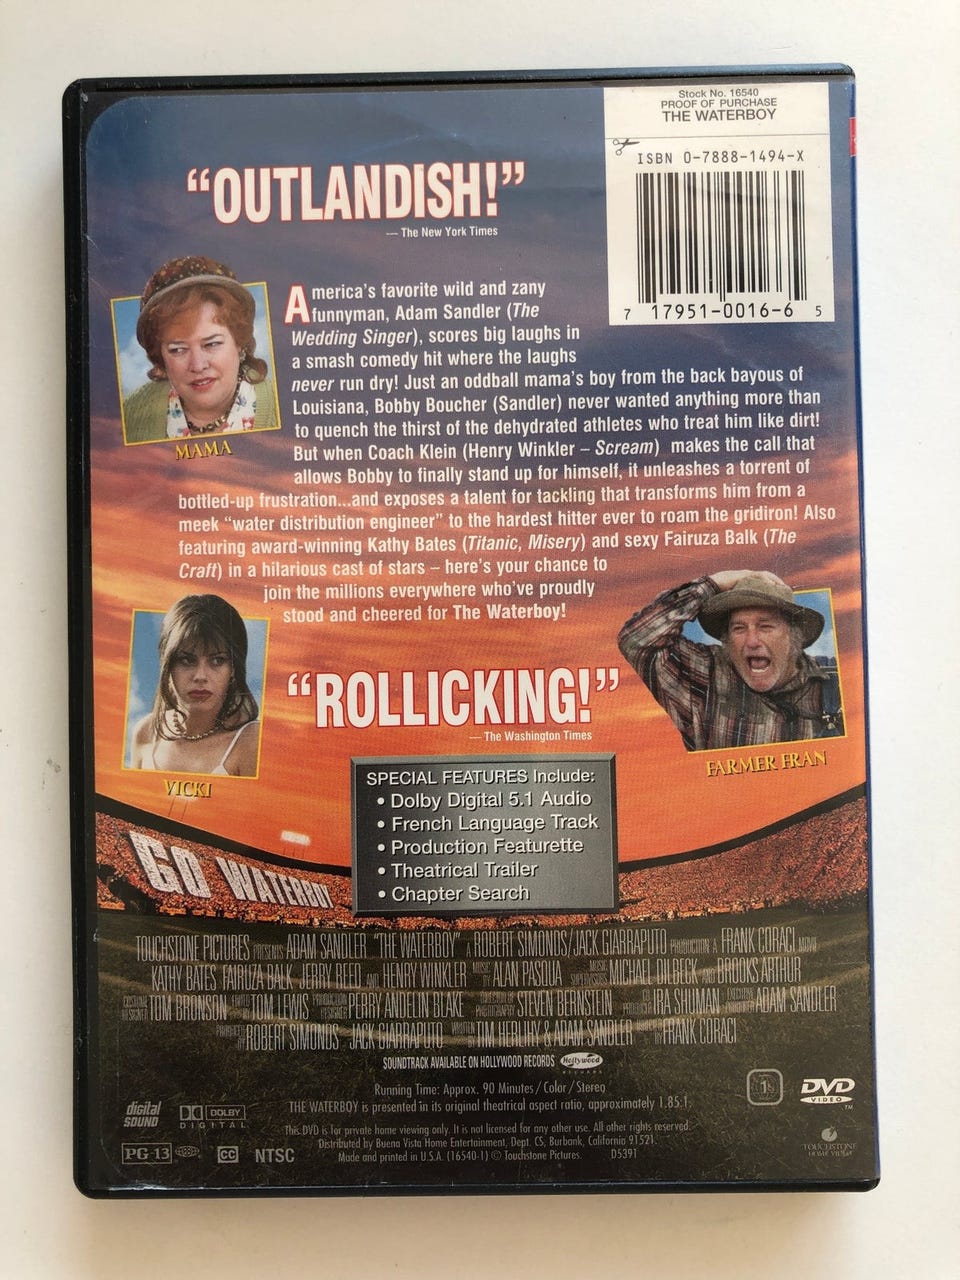 Stock No. 16540
PROOF OF PURCHASE
THE WATERBOY
ISBN 0-7888-1494-X
7 17951-0016-6 5
“OUTLANDISH!”
— The New York Times
America's favorite wild and zany
funnyman, Adam Sandler (The
Wedding Singer), scores big laughs in
a smash comedy hit where the laughs
never run dry! Just an oddball mama's boy from the back bayous of
Louisiana, Bobby Boucher (Sandler) never wanted anything more than
to quench the thirst of the dehydrated athletes who treat him like dirt!
But when Coach Klein (Henry Winkler – Scream) makes the call that
allows Bobby to finally stand up for himself, it unleashes a torrent of
bottled-up frustration...and exposes a talent for tackling that transforms him from a
meek “water distribution engineer” to the hardest hitter ever to roam the gridiron! Also
featuring award-winning Kathy Bates (Titanic, Misery) and sexy Fairuza Balk (The
Craft) in a hilarious cast of stars – here's your chance to
join the millions everywhere who've proudly
stood and cheered for The Waterboy!
MAMA
VICKI
FARMER FRAN
“ROLLICKING!”
— The Washington Times
SPECIAL FEATURES Include:
• Dolby Digital 5.1 Audio
• French Language Track
• Production Featurette
• Theatrical Trailer
• Chapter Search
GO WATERBOY
TOUCHSTONE PICTURES PRESENTS ADAM SANDLER "THE WATERBOY" A ROBERT SIMONDS/JACK GIARRAPUTO PRODUCTION A FRANK CORACI MOVIE
KATHY BATES FAIRUZA BALK JERRY REED AND HENRY WINKLER MUSIC BY ALAN PASQUA MUSIC SUPERVISORS MICHAEL DILBECK AND BROOKS ARTHUR
COSTUME DESIGNER TOM BRONSON EDITED BY TOM LEWIS PRODUCTION DESIGNER PERRY ANDELIN BLAKE DIRECTOR OF PHOTOGRAPHY STEVEN BERNSTEIN CO-PRODUCER IRA SHUMAN EXECUTIVE PRODUCER ADAM SANDLER
PRODUCED BY ROBERT SIMONDS JACK GIARRAPUTO WRITTEN BY TIM HERLIHY & ADAM SANDLER DIRECTED BY FRANK CORACI
SOUNDTRACK AVAILABLE ON HOLLYWOOD RECORDS Hollywood RECORDS
Running Time: Approx. 90 Minutes / Color / Stereo
THE WATERBOY is presented in its original theatrical aspect ratio, approximately 1.85:1.
This DVD is for private home viewing only. It is not licensed for any other use. All other rights reserved.
Distributed by Buena Vista Home Entertainment, Dept. CS, Burbank, California 91521.
Made and printed in U.S.A. (16540-1) © Touchstone Pictures. D5391
digital SOUND
DOLBY DIGITAL
PG-13
CC
NTSC
1
DVD VIDEO ™
TOUCHSTONE
HOME VIDEO